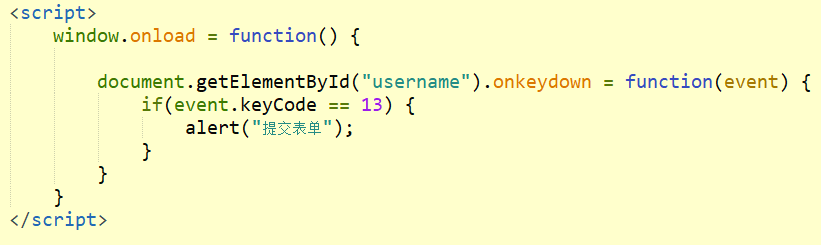 <script>
window.onload = function() {
document.getElementById("username").onkeydown = function(event) {
if(event.keyCode == 13) {
alert("提交表单");
}
}
}
</script>